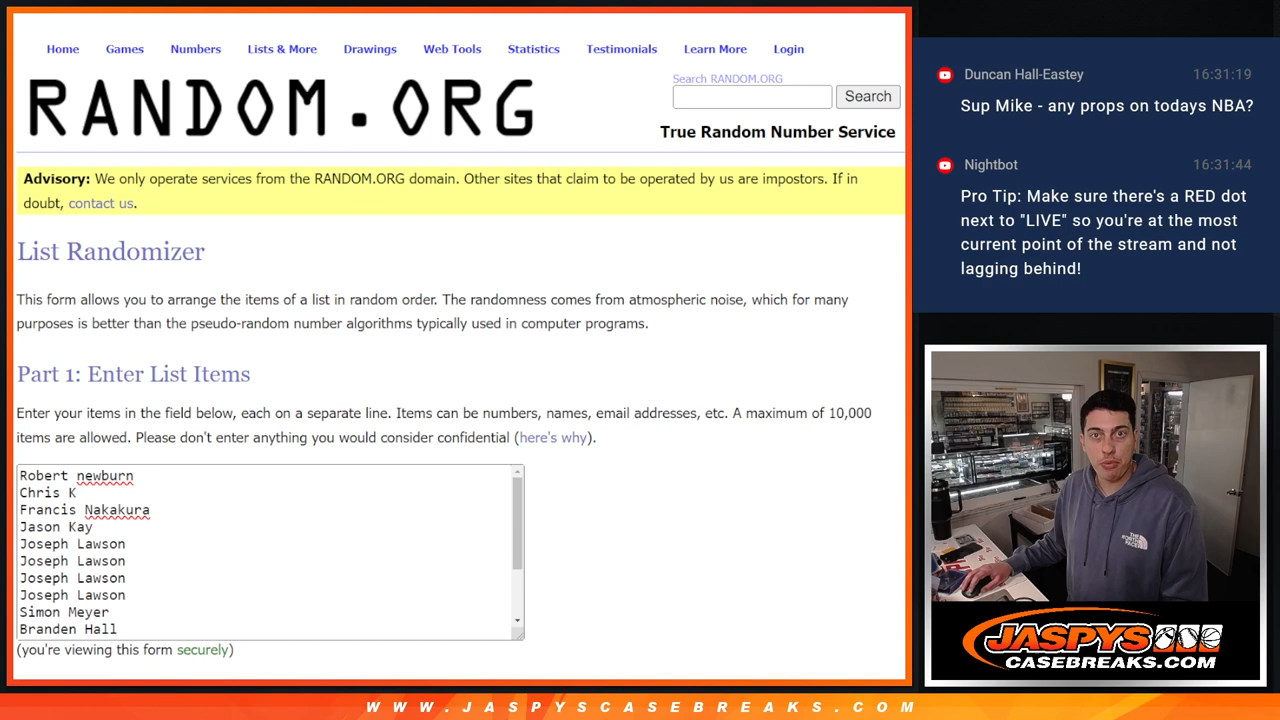 Home Games Numbers Lists & More Drawings Web Tools Statistics Testimonials Learn More Login
RANDOM.ORG
Search RANDOM.ORG
Search
True Random Number Service
Advisory: We only operate services from the RANDOM.ORG domain. Other sites that claim to be operated by us are impostors. If in
doubt, contact us.
List Randomizer
This form allows you to arrange the items of a list in random order. The randomness comes from atmospheric noise, which for many
purposes is better than the pseudo-random number algorithms typically used in computer programs.
Part 1: Enter List Items
Enter your items in the field below, each on a separate line. Items can be numbers, names, email addresses, etc. A maximum of 10,000
items are allowed. Please don't enter anything you would consider confidential (here's why).
Robert newburn
Chris K
Francis Nakakura
Jason Kay
Joseph Lawson
Joseph Lawson
Joseph Lawson
Joseph Lawson
Simon Meyer
Branden Hall
(you're viewing this form securely)
Duncan Hall-Eastey 16:31:19
Sup Mike - any props on todays NBA?
Nightbot 16:31:44
Pro Tip: Make sure there's a RED dot
next to "LIVE" so you're at the most
current point of the stream and not
lagging behind!
THE NORTH FACE
JASPYS
CASEBREAKS.COM
WWW.JASPYSCASEBREAKS.COM